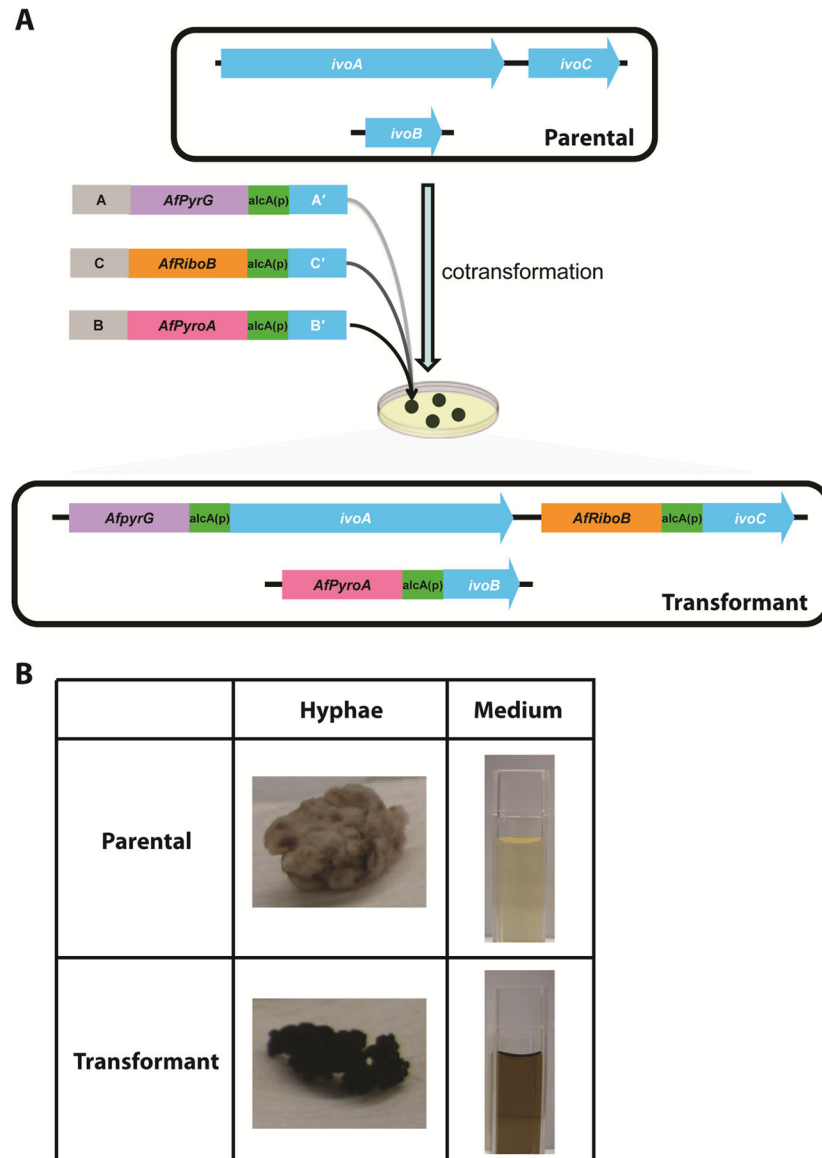 A
ivoA ivoC
ivoB
Parental
A AfPyrG alcA(p) A′
C AfRiboB alcA(p) C′
cotransformation
B AfPyroA alcA(p) B′
AfpyrG alcA(p) ivoA AfRiboB alcA(p) ivoC
AfPyroA alcA(p) ivoB
Transformant
B
Hyphae Medium
Parental
Transformant